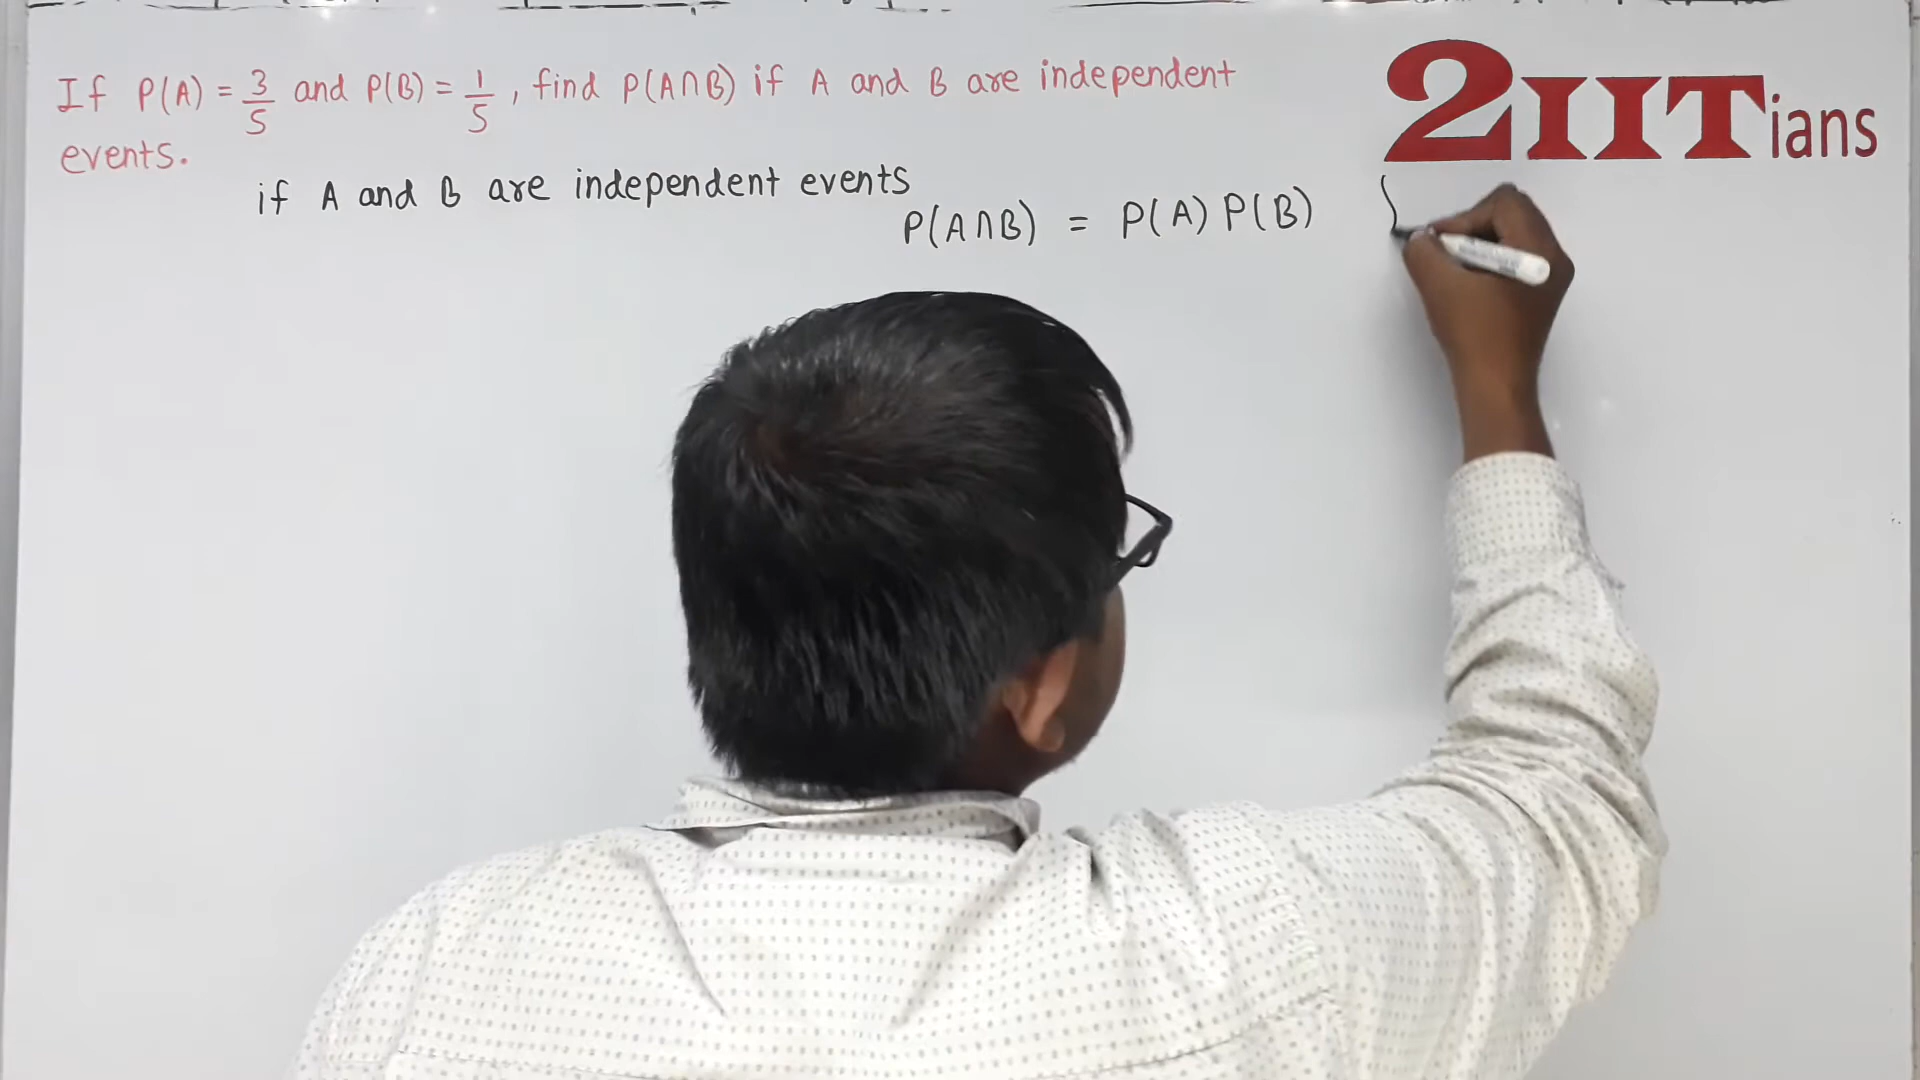 If P(A) = 3/5 and P(B) = 1/5, find P(A∩B) if A and B are independent
events.
2IITians
if A and B are independent events
P(A∩B) = P(A) P(B)